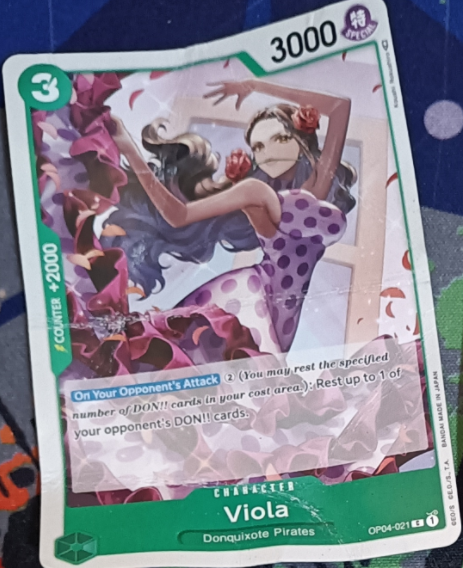 3
3000
特
SPECIAL
COUNTER +2000
On Your Opponent's Attack ② (You may rest the specified
number of DON!! cards in your cost area.): Rest up to 1 of
your opponent's DON!! cards.
CHARACTER
Viola
Donquixote Pirates
OP04-021 C 1
BANDAI MADE IN JAPAN